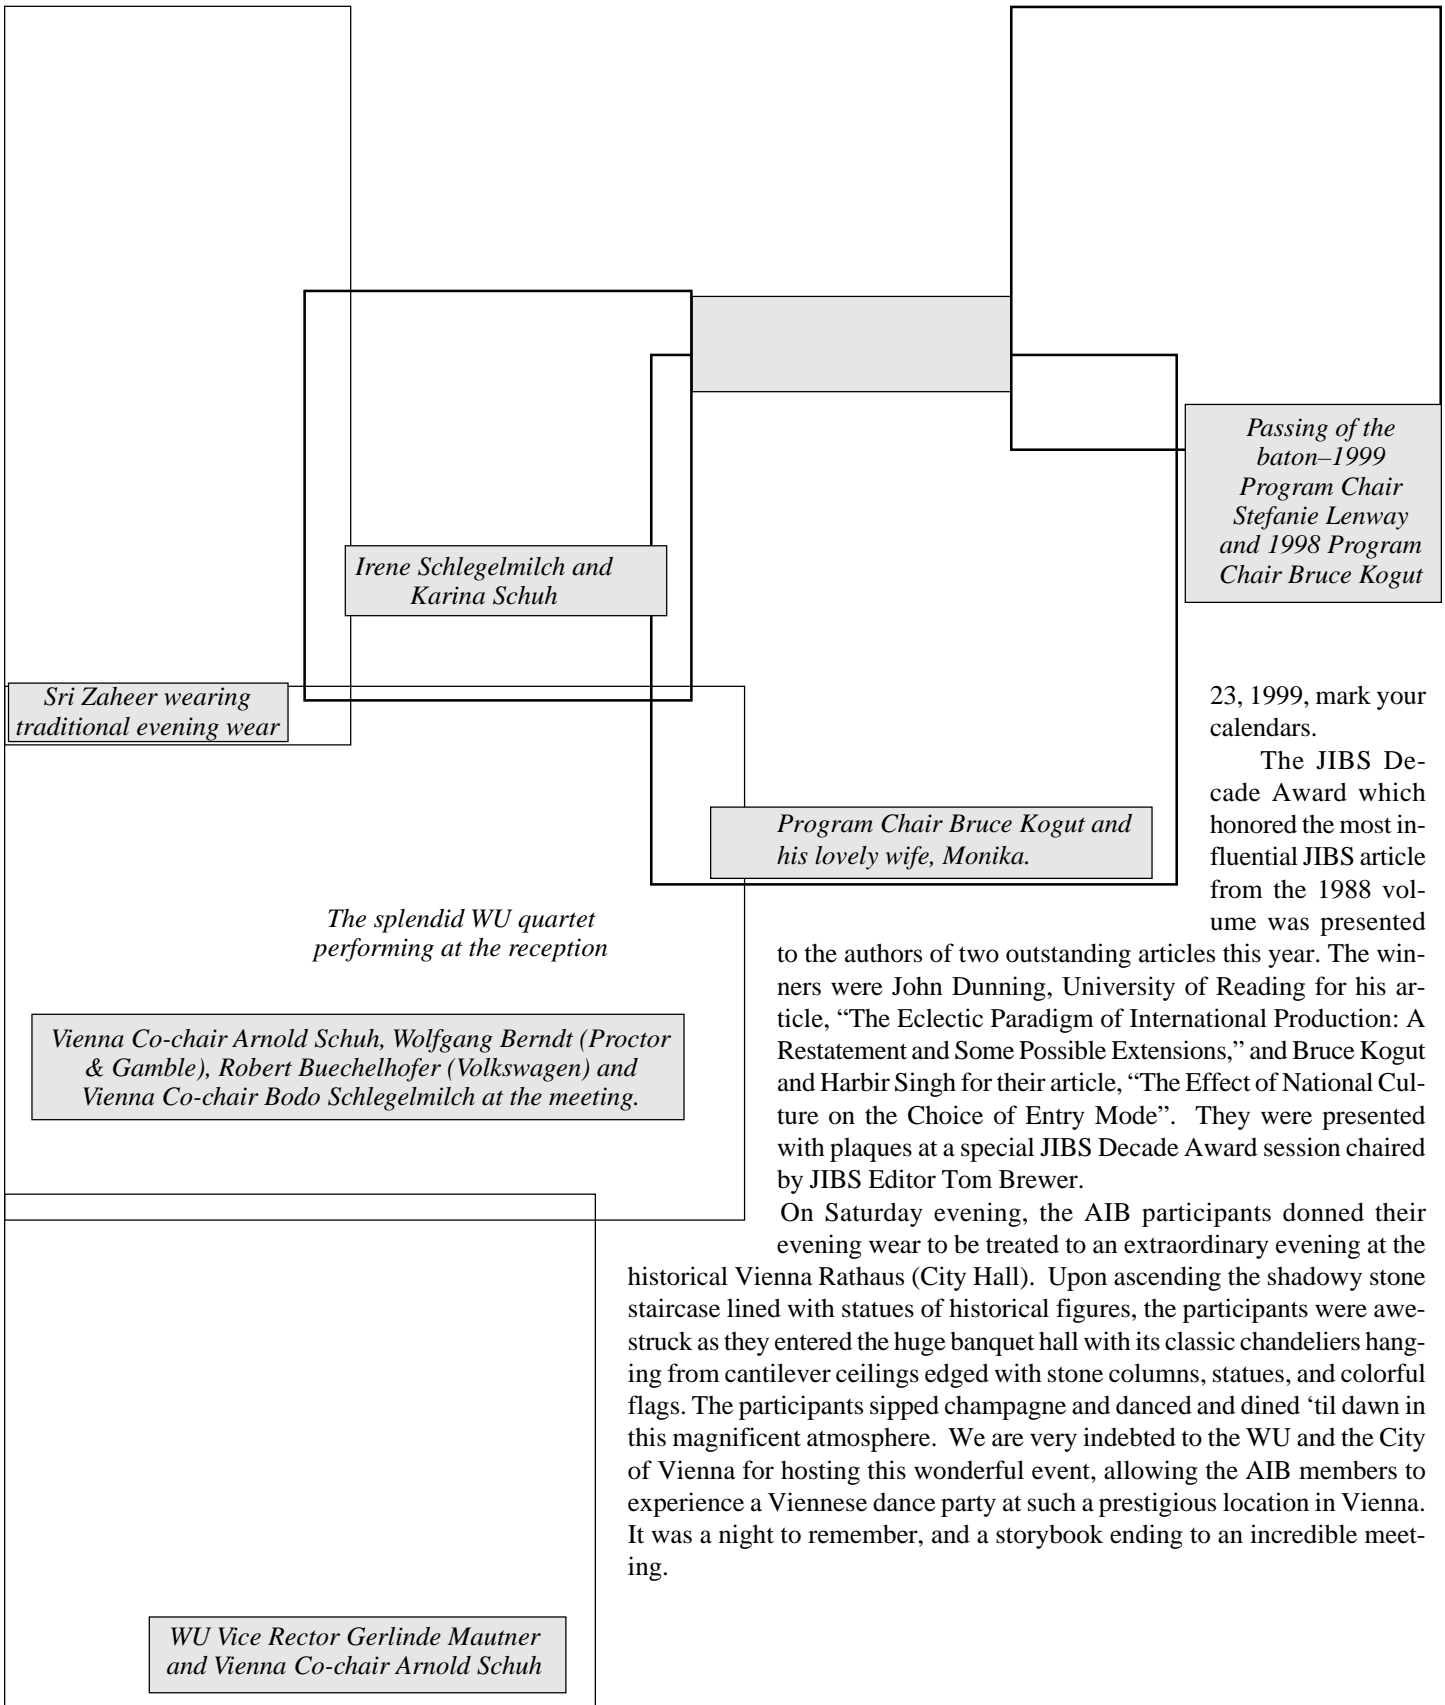 Passing of the
baton–1999
Program Chair
Stefanie Lenway
and 1998 Program
Chair Bruce Kogut
Irene Schlegelmilch and
Karina Schuh
Sri Zaheer wearing
traditional evening wear
Program Chair Bruce Kogut and
his lovely wife, Monika.
The splendid WU quartet
performing at the reception
Vienna Co-chair Arnold Schuh, Wolfgang Berndt (Proctor
& Gamble), Robert Buechelhofer (Volkswagen) and
Vienna Co-chair Bodo Schlegelmilch at the meeting.
WU Vice Rector Gerlinde Mautner
and Vienna Co-chair Arnold Schuh
23, 1999, mark your
calendars.
The JIBS De-
cade Award which
honored the most in-
fluential JIBS article
from the 1988 vol-
ume was presented
to the authors of two outstanding articles this year. The win-
ners were John Dunning, University of Reading for his ar-
ticle, “The Eclectic Paradigm of International Production: A
Restatement and Some Possible Extensions,” and Bruce Kogut
and Harbir Singh for their article, “The Effect of National Cul-
ture on the Choice of Entry Mode”. They were presented
with plaques at a special JIBS Decade Award session chaired
by JIBS Editor Tom Brewer.
On Saturday evening, the AIB participants donned their
evening wear to be treated to an extraordinary evening at the
historical Vienna Rathaus (City Hall). Upon ascending the shadowy stone
staircase lined with statues of historical figures, the participants were awe-
struck as they entered the huge banquet hall with its classic chandeliers hang-
ing from cantilever ceilings edged with stone columns, statues, and colorful
flags. The participants sipped champagne and danced and dined ‘til dawn in
this magnificent atmosphere. We are very indebted to the WU and the City
of Vienna for hosting this wonderful event, allowing the AIB members to
experience a Viennese dance party at such a prestigious location in Vienna.
It was a night to remember, and a storybook ending to an incredible meet-
ing.